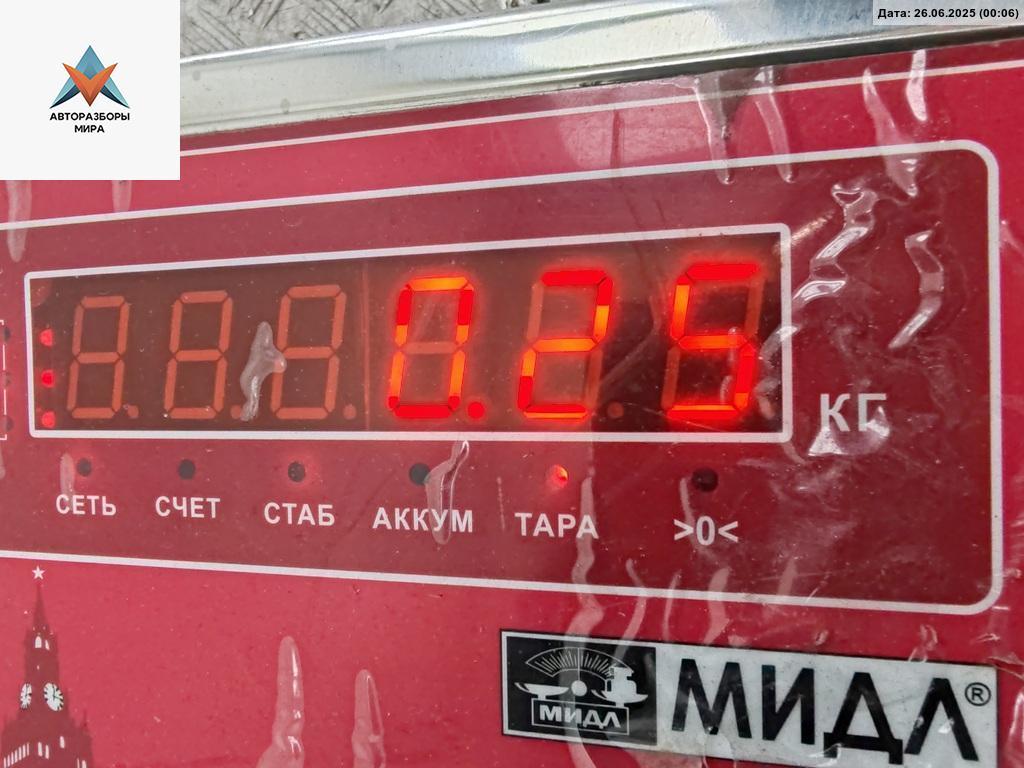 Дата: 26.06.2025 (00:06)
АВТОРАЗБОРЫ
МИРА
0.25
КГ
СЕТЬ СЧЕТ СТАБ АККУМ ТАРА >0<
МИДЛ
МИДЛ®